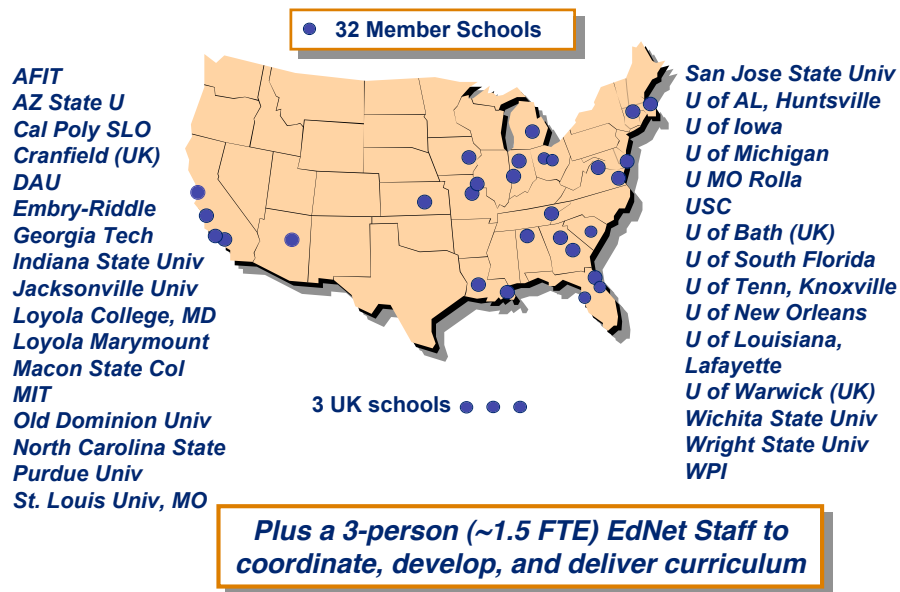 32 Member Schools
AFIT
AZ State U
Cal Poly SLO
Cranfield (UK)
DAU
Embry-Riddle
Georgia Tech
Indiana State Univ
Jacksonville Univ
Loyola College, MD
Loyola Marymount
Macon State Col
MIT
Old Dominion Univ
North Carolina State
Purdue Univ
St. Louis Univ, MO
San Jose State Univ
U of AL, Huntsville
U of Iowa
U of Michigan
U MO Rolla
USC
U of Bath (UK)
U of South Florida
U of Tenn, Knoxville
U of New Orleans
U of Louisiana,
Lafayette
U of Warwick (UK)
Wichita State Univ
Wright State Univ
WPI
3 UK schools
Plus a 3-person (~1.5 FTE) EdNet Staff to
coordinate, develop, and deliver curriculum